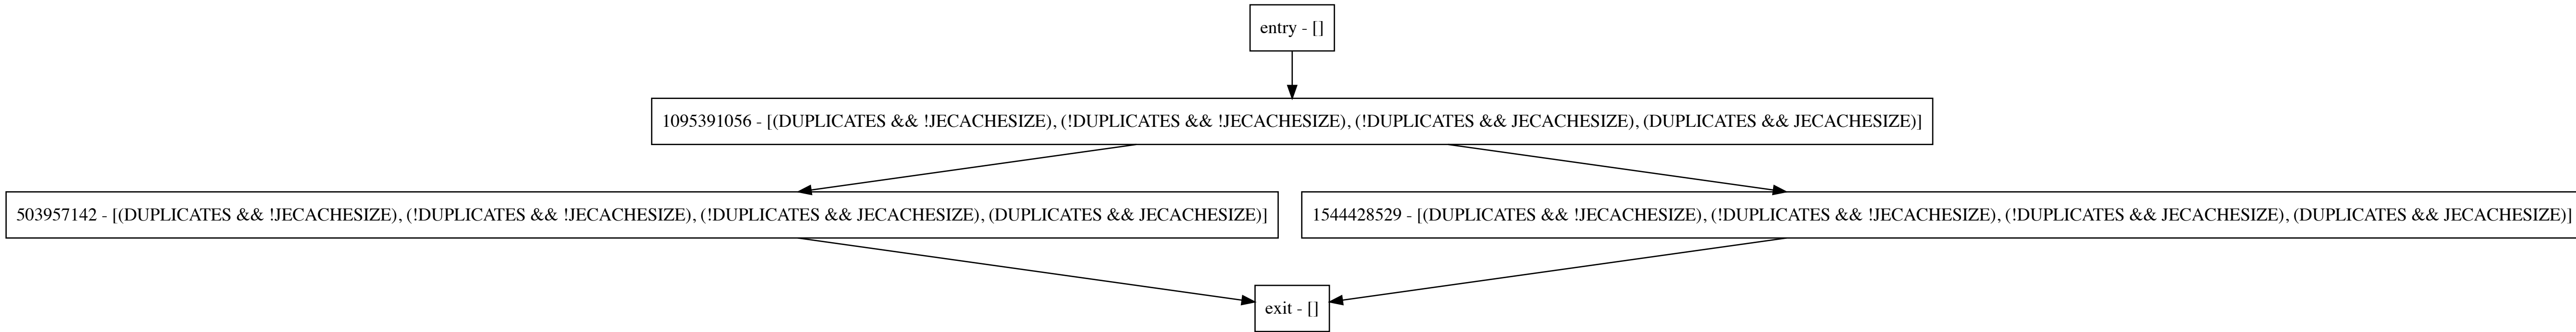 entry - []
1095391056 - [(DUPLICATES && !JECACHESIZE), (!DUPLICATES && !JECACHESIZE), (!DUPLICATES && JECACHESIZE), (DUPLICATES && JECACHESIZE)]
503957142 - [(DUPLICATES && !JECACHESIZE), (!DUPLICATES && !JECACHESIZE), (!DUPLICATES && JECACHESIZE), (DUPLICATES && JECACHESIZE)]
1544428529 - [(DUPLICATES && !JECACHESIZE), (!DUPLICATES && !JECACHESIZE), (!DUPLICATES && JECACHESIZE), (DUPLICATES && JECACHESIZE)]
exit - []